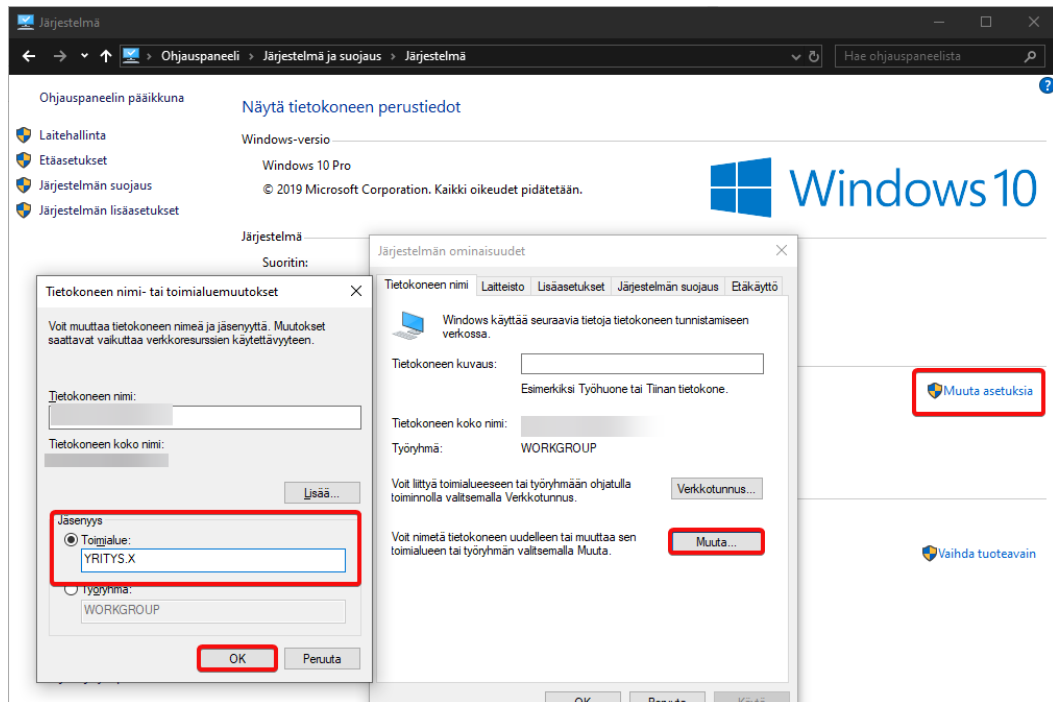 Järjestelmä
Ohjauspaneeli › Järjestelmä ja suojaus › Järjestelmä
Hae ohjauspaneelista
?
Ohjauspaneelin pääikkuna
Laitehallinta
Etäasetukset
Järjestelmän suojaus
Järjestelmän lisäasetukset
Näytä tietokoneen perustiedot
Windows-versio
Windows 10 Pro
© 2019 Microsoft Corporation. Kaikki oikeudet pidätetään.
Windows 10
Järjestelmä
Suoritin:
Muuta asetuksia
Vaihda tuoteavain
Tietokoneen nimi- tai toimialuemuutokset
Voit muuttaa tietokoneen nimeä ja jäsenyyttä. Muutokset
saattavat vaikuttaa verkkoresurssien käytettävyyteen.
Tietokoneen nimi:
Tietokoneen koko nimi:
Lisää...
Jäsenyys
Toimialue:
YRITYS.X
Työryhmä:
WORKGROUP
OK
Peruuta
Järjestelmän ominaisuudet
Tietokoneen nimi Laitteisto Lisäasetukset Järjestelmän suojaus Etäkäyttö
Windows käyttää seuraavia tietoja tietokoneen tunnistamiseen
verkossa.
Tietokoneen kuvaus:
Esimerkiksi Työhuone tai Tiinan tietokone.
Tietokoneen koko nimi:
Työryhmä: WORKGROUP
Voit liittyä toimialueeseen tai työryhmään ohjatulla
toiminnolla valitsemalla Verkkotunnus.
Verkkotunnus...
Voit nimetä tietokoneen uudelleen tai muuttaa sen
toimialueen tai työryhmän valitsemalla Muuta.
Muuta...
OK
Peruuta
Käytä